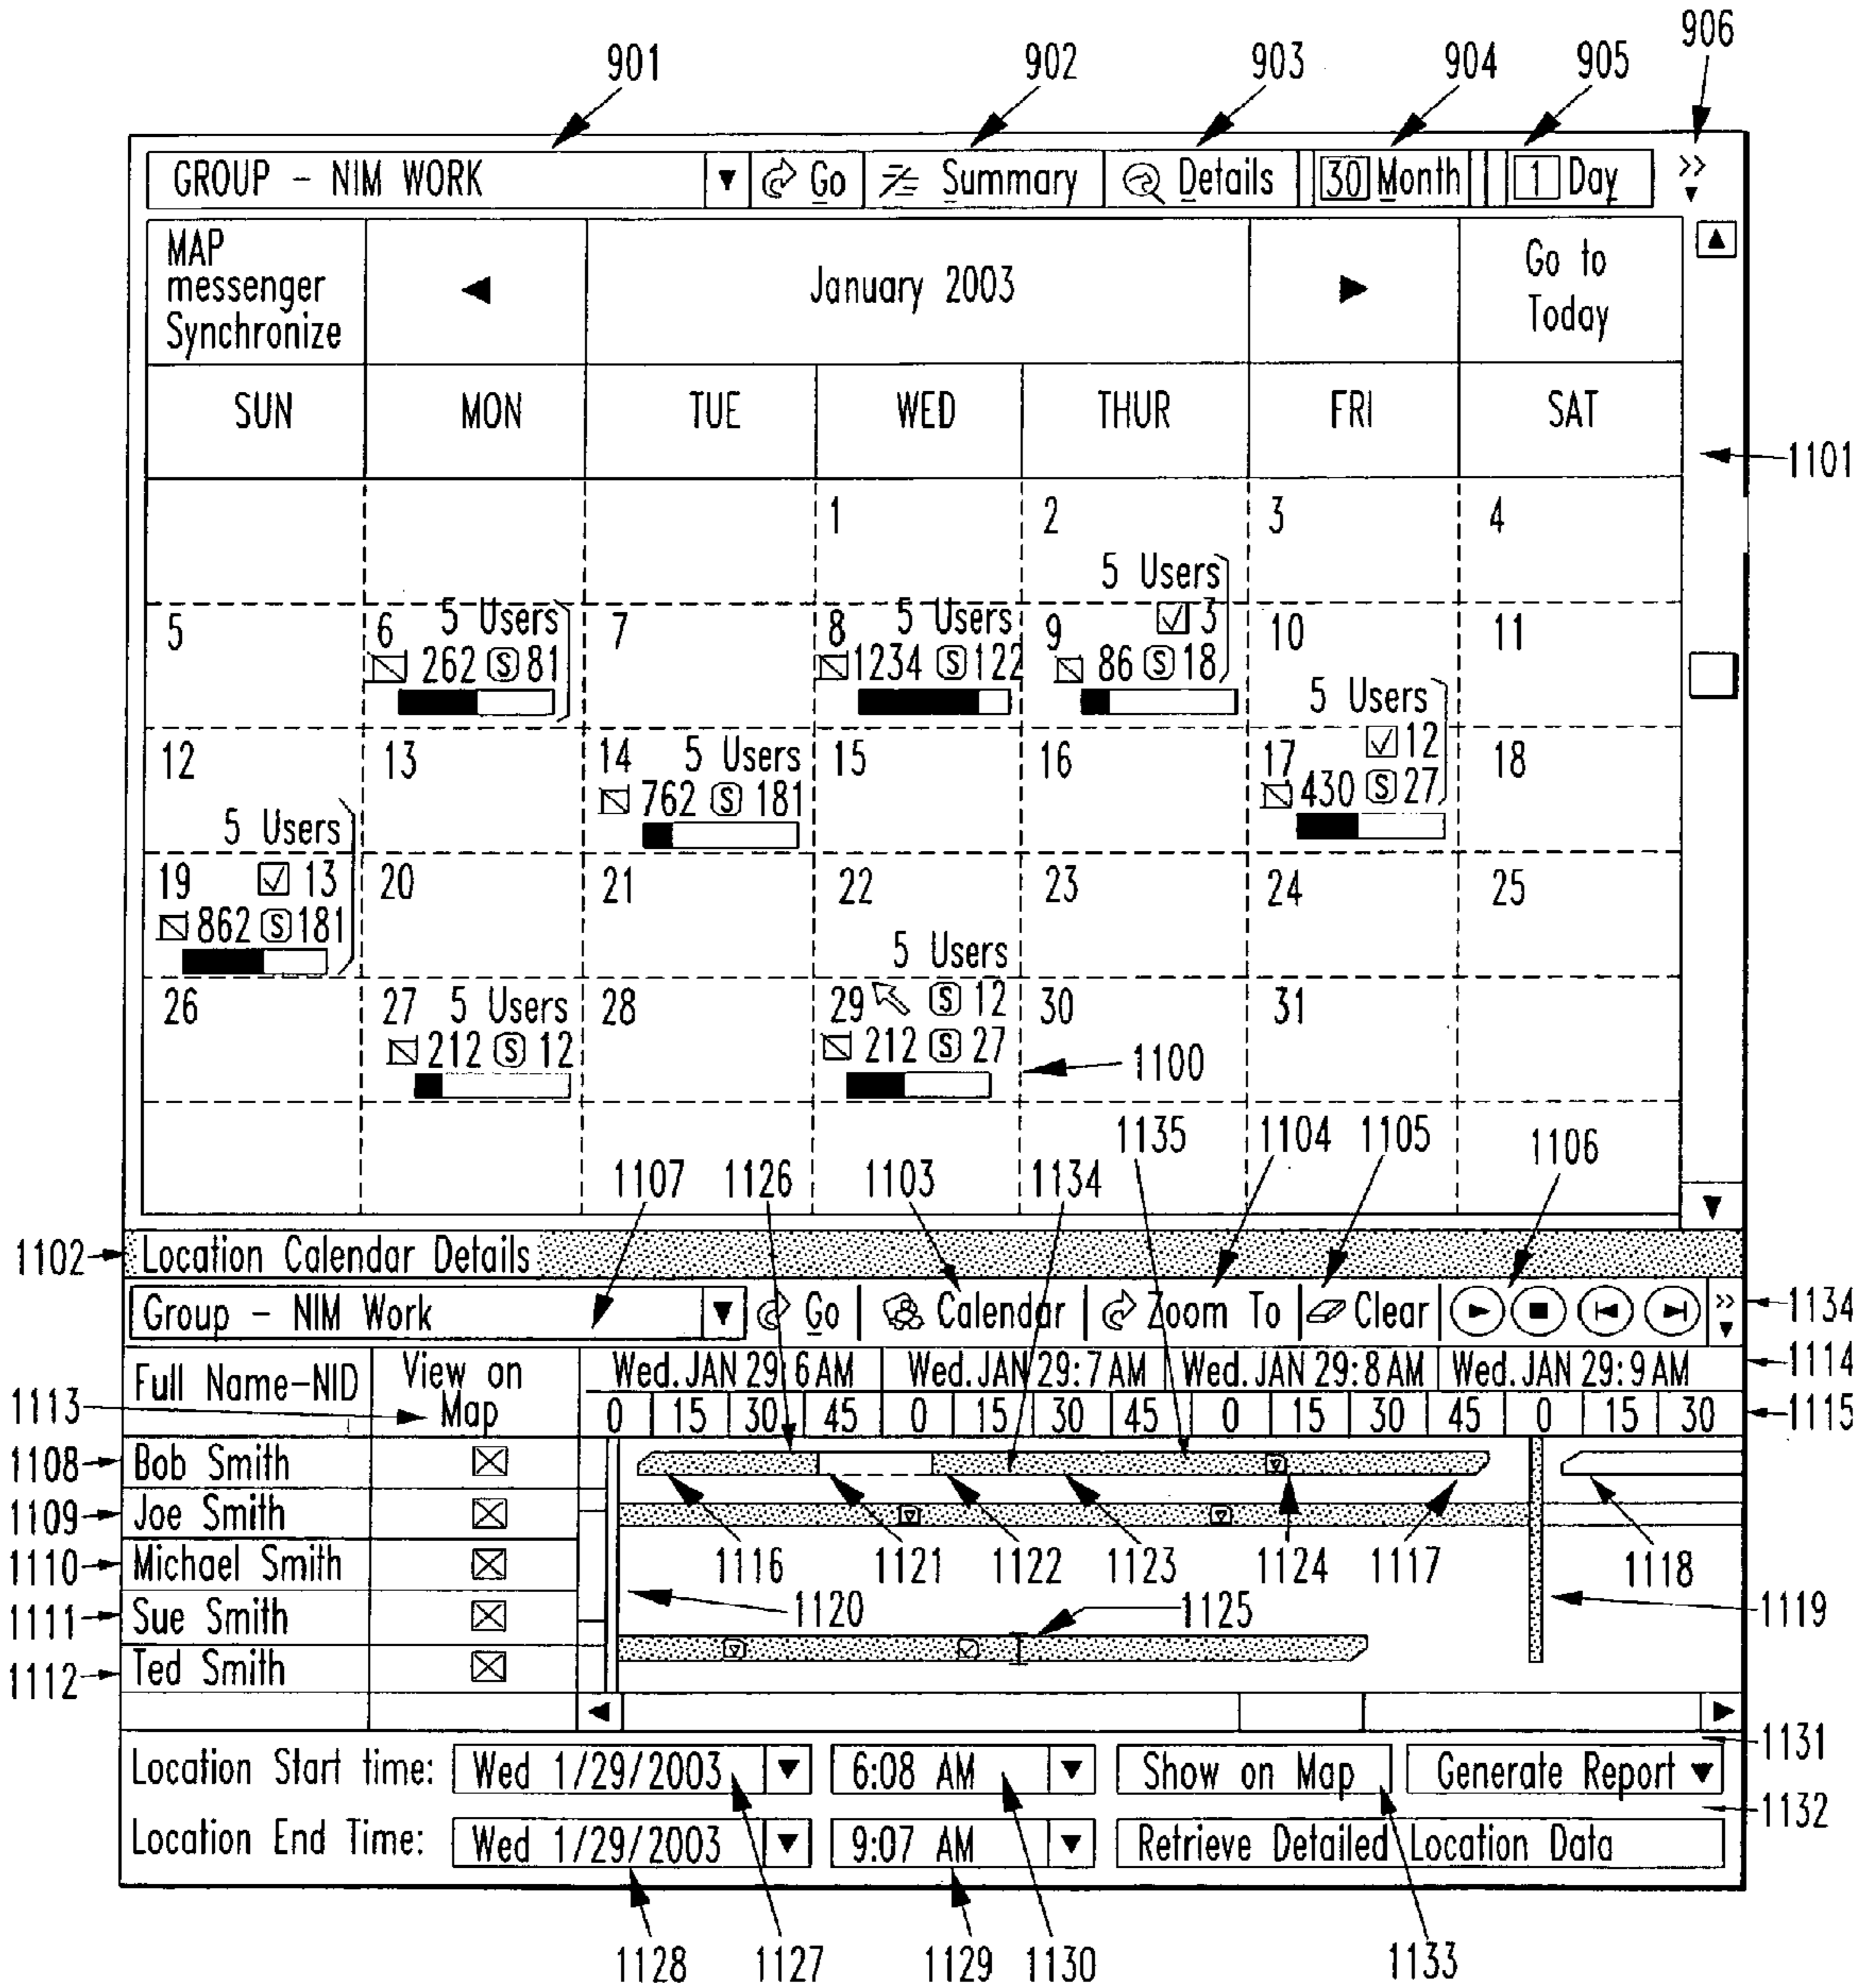 906
901 902 903 904 905
GROUP - NIM WORK Go Summary Details 30 Month 1 Day >>
MAP messenger Synchronize January 2003 Go to Today
SUN MON TUE WED THUR FRI SAT
1101
1 2 3 4
5 Users
5 6 5 Users 7 8 5 Users 9 3 10 11
262 S 81 1234 S 122 86 S 18
5 Users
12 13 14 5 Users 15 16 17 12 18
762 S 181 430 S 27
5 Users
19 13 20 21 22 23 24 25
862 S 181
5 Users
26 27 5 Users 28 29 S 12 30 31
212 S 12 212 S 27
1100
1135 1104 1105 1106
1107 1126 1103 1134
1102 Location Calendar Details
Group - NIM Work Go Calendar Zoom To Clear >> 1134
Full Name-NID View on Map Wed. JAN 29: 6 AM Wed. JAN 29: 7 AM Wed. JAN 29: 8 AM Wed. JAN 29: 9 AM 1114
1113 0 15 30 45 0 15 30 45 0 15 30 45 0 15 30 1115
1108 Bob Smith
1109 Joe Smith
1110 Michael Smith 1116 1121 1122 1123 1124 1117 1118
1111 Sue Smith 1120 1125 1119
1112 Ted Smith
1131
Location Start time: Wed 1/29/2003 6:08 AM Show on Map Generate Report
1132
Location End Time: Wed 1/29/2003 9:07 AM Retrieve Detailed Location Data
1128 1127 1129 1130 1133